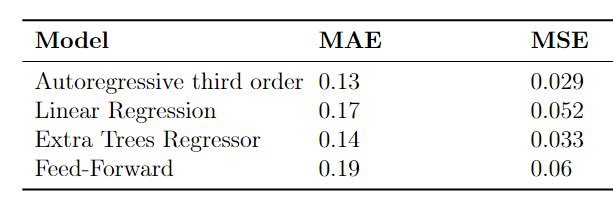 Model MAE MSE
Autoregressive third order 0.13 0.029
Linear Regression 0.17 0.052
Extra Trees Regressor 0.14 0.033
Feed-Forward 0.19 0.06